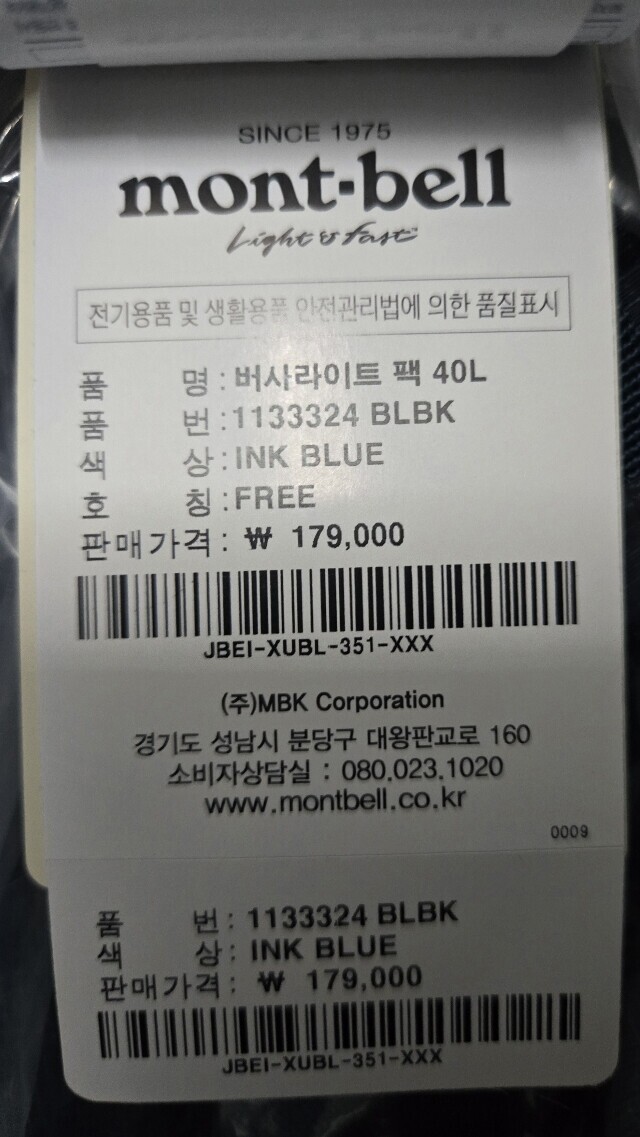 SINCE 1975
mont-bell
Light & Fast
전기용품 및 생활용품 안전관리법에 의한 품질표시
품 명 : 버사라이트 팩 40L
품 번 : 1133324 BLBK
색 상 : INK BLUE
호 칭 : FREE
판매가격 : ₩ 179,000
JBEI-XUBL-351-XXX
(주)MBK Corporation
경기도 성남시 분당구 대왕판교로 160
소비자상담실 : 080.023.1020
www.montbell.co.kr
0009
품 번 : 1133324 BLBK
색 상 : INK BLUE
판매가격 : ₩ 179,000
JBEI-XUBL-351-XXX